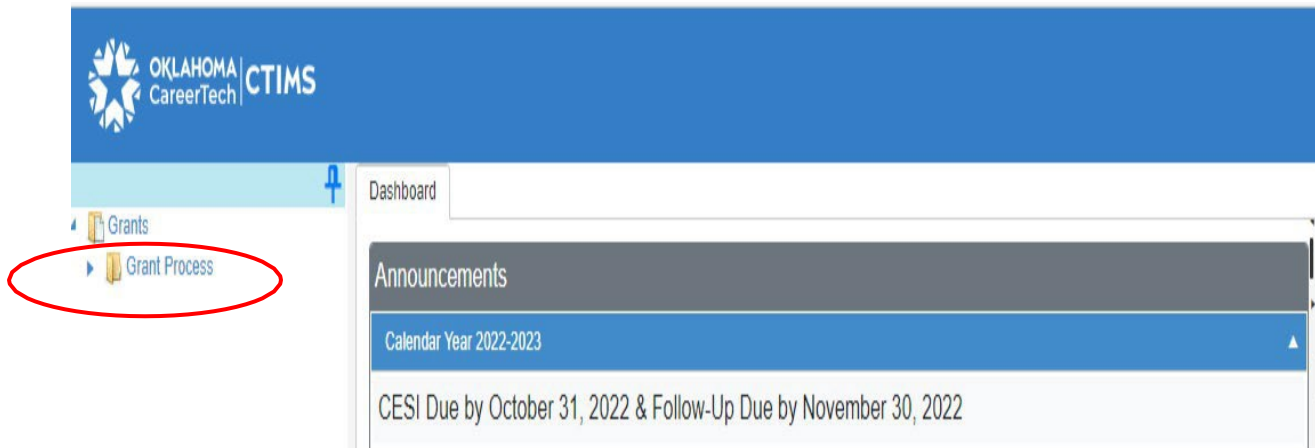 OKLAHOMA
CareerTech
CTIMS
Dashboard
Grants
Grant Process
Announcements
Calendar Year 2022-2023
CESI Due by October 31, 2022 & Follow-Up Due by November 30, 2022